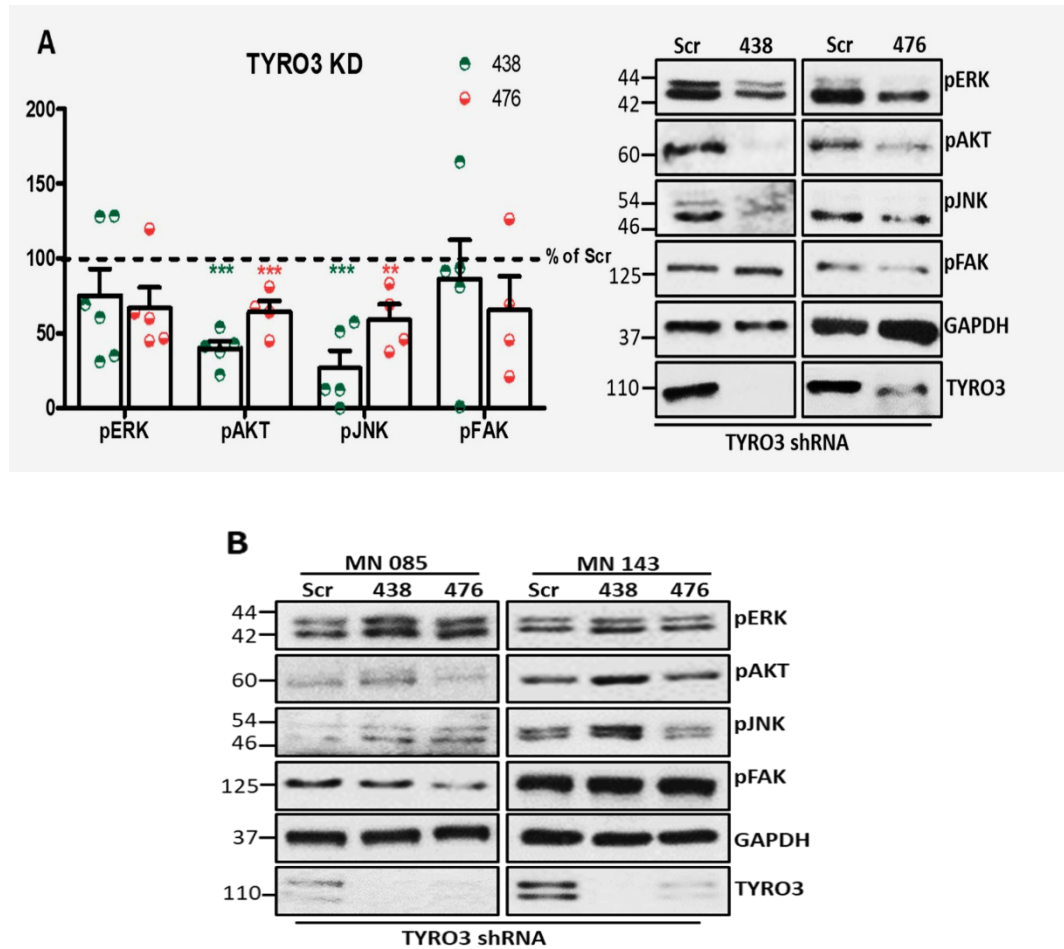 A
TYRO3 KD
438
476
200
150
100
50
0
% of Scr
*** *** *** **
pERK pAKT pJNK pFAK
Scr 438 Scr 476
44
42
pERK
60
pAKT
54
46
pJNK
125
pFAK
37
GAPDH
110
TYRO3
TYRO3 shRNA
B
MN 085 MN 143
Scr 438 476 Scr 438 476
44
42
pERK
60
pAKT
54
46
pJNK
125
pFAK
37
GAPDH
110
TYRO3
TYRO3 shRNA